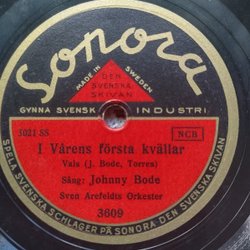 Sonora
MADE IN SWEDEN
DEN
SVENSKA
SKIVAN
GYNNA SVENSK INDUSTRI.
3021 SS
NCB
I Vårens första kvällar
Vals (J. Bode, Torres)
Sång: Johnny Bode
Sven Arefeldts Orkester
3609
SPELA SVENSKA SCHLAGER PÅ SONORA - DEN SVENSKA SKIVAN